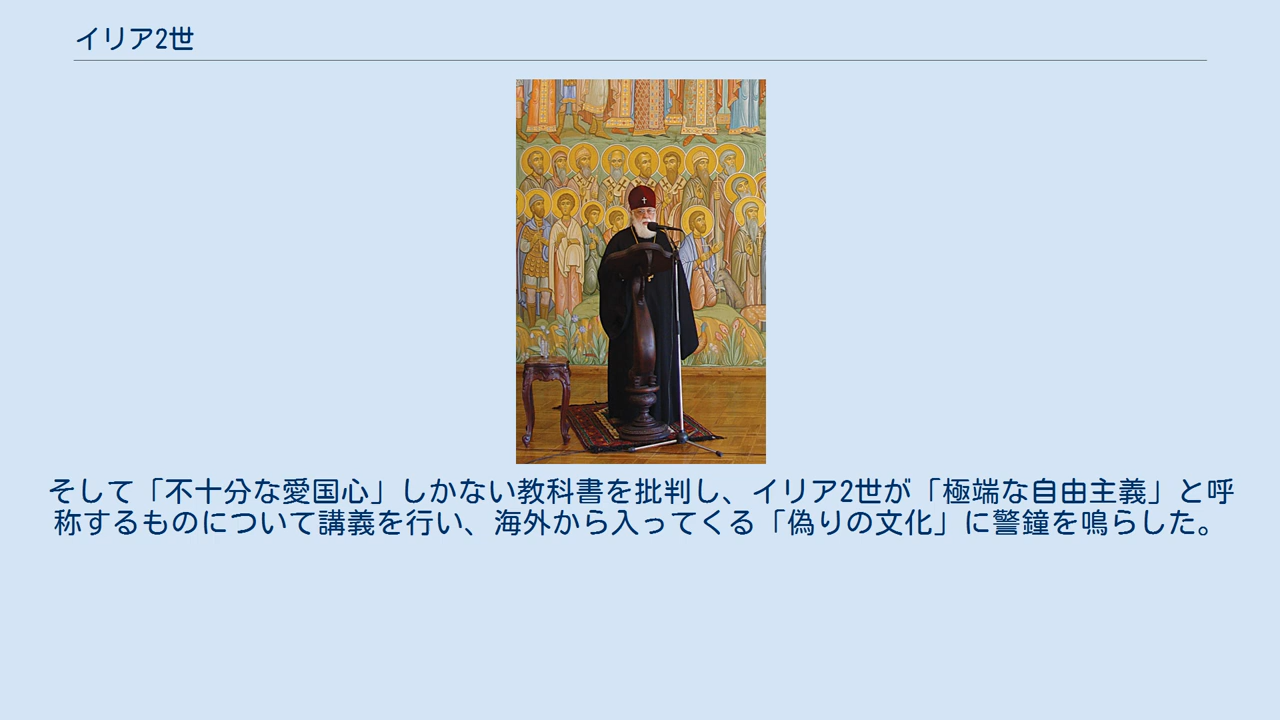 イリア2世
そして「不十分な愛国心」しかない教科書を批判し、イリア2世が「極端な自由主義」と呼
称するものについて講義を行い、海外から入ってくる「偽りの文化」に警鐘を鳴らした。